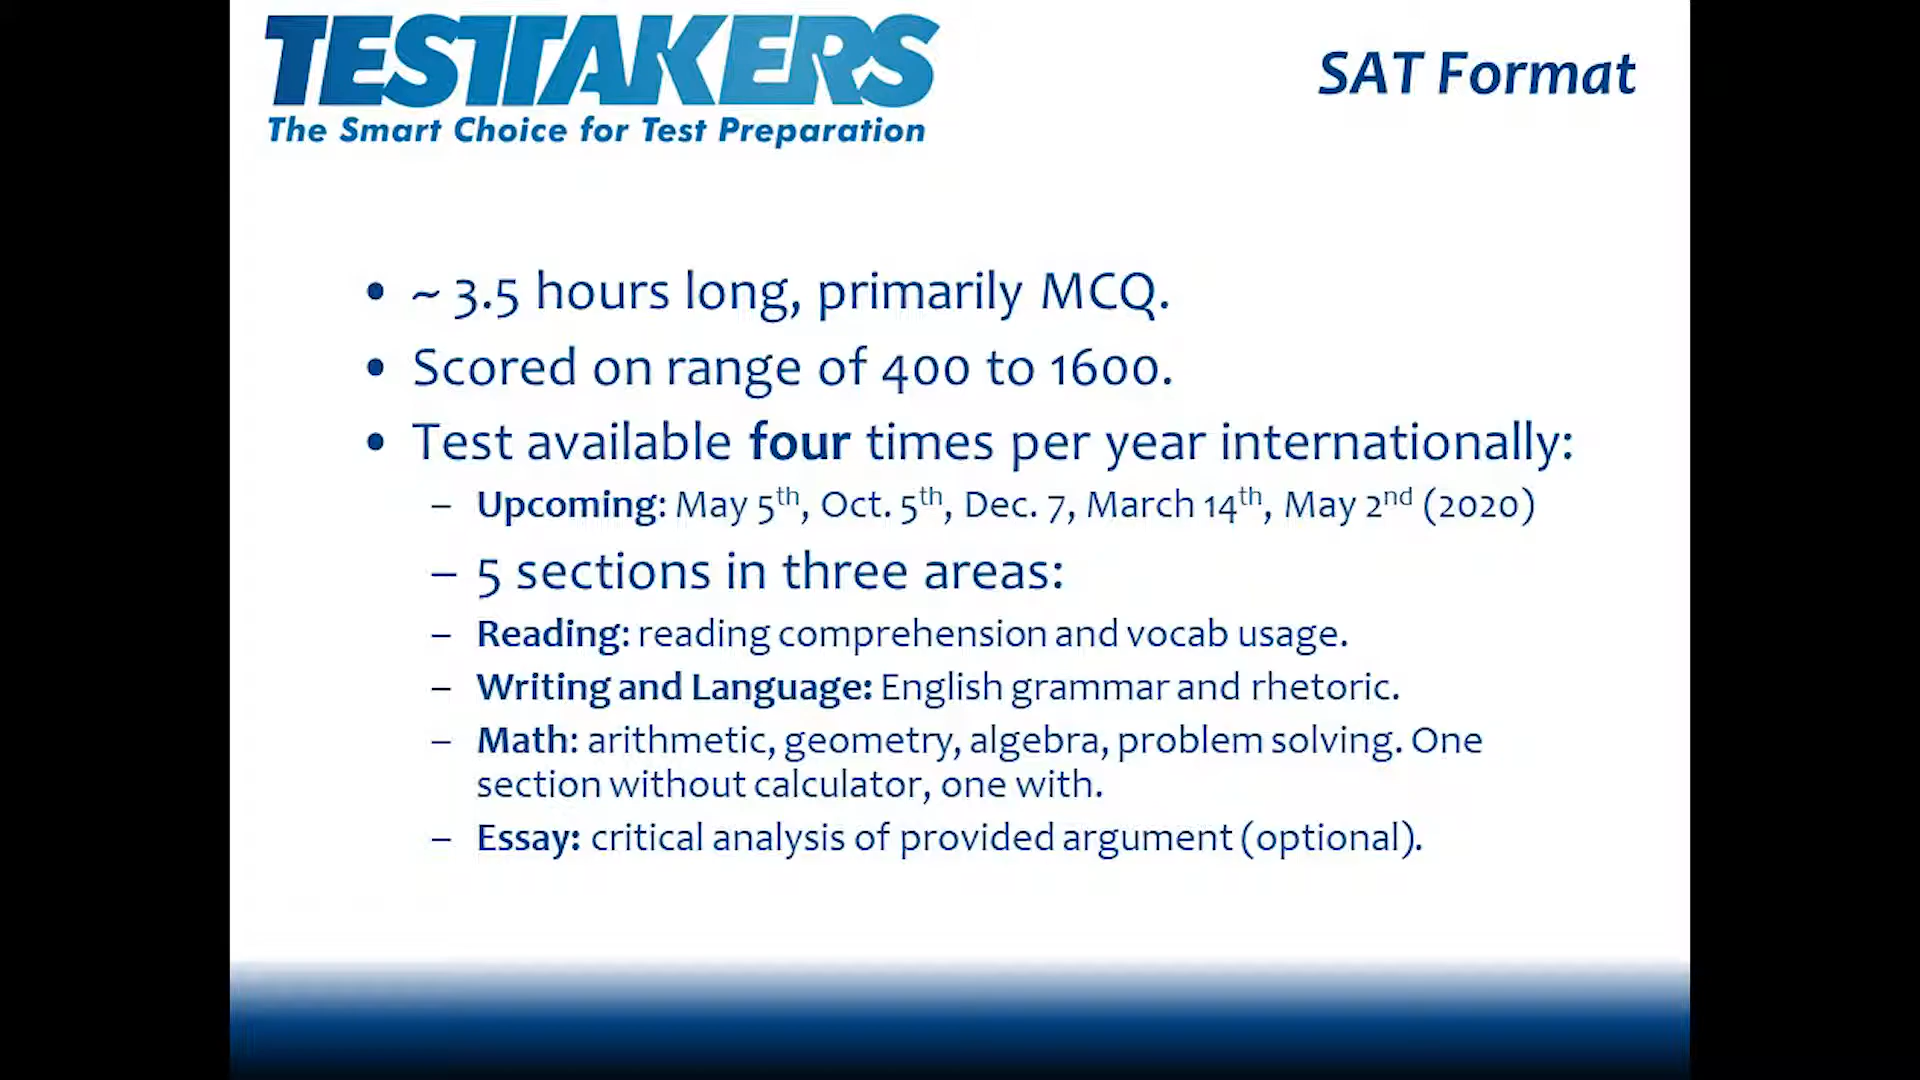 TESTTAKERS
The Smart Choice for Test Preparation
SAT Format
• ~ 3.5 hours long, primarily MCQ.
• Scored on range of 400 to 1600.
• Test available four times per year internationally:
– Upcoming: May 5th, Oct. 5th, Dec. 7, March 14th, May 2nd (2020)
– 5 sections in three areas:
– Reading: reading comprehension and vocab usage.
– Writing and Language: English grammar and rhetoric.
– Math: arithmetic, geometry, algebra, problem solving. One
section without calculator, one with.
– Essay: critical analysis of provided argument (optional).